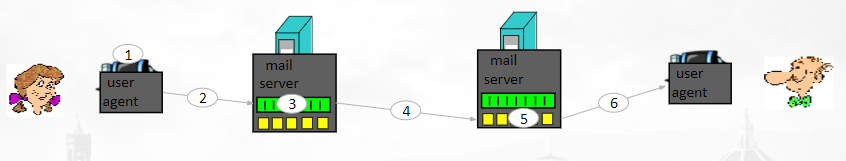 1
user
agent
2
mail
server
3
4
mail
server
5
6
user
agent